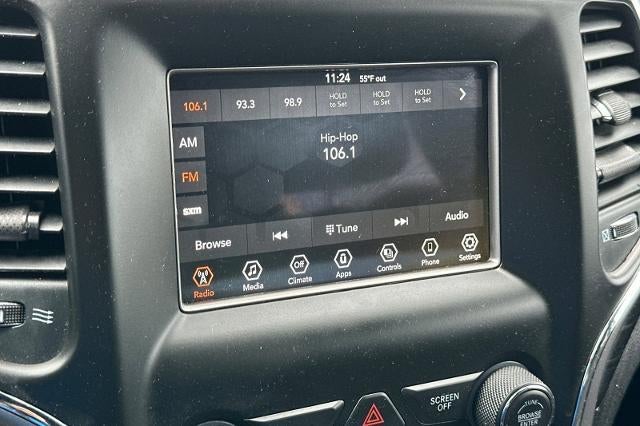 11:24 55°F out
106.1 93.3 98.9 HOLD to Set HOLD to Set HOLD to Set
AM
Hip-Hop
106.1
FM
SXM
Browse Tune Audio
Radio Media Off Climate Apps Controls Phone Settings
SCREEN OFF
TUNE
BROWSE
ENTER